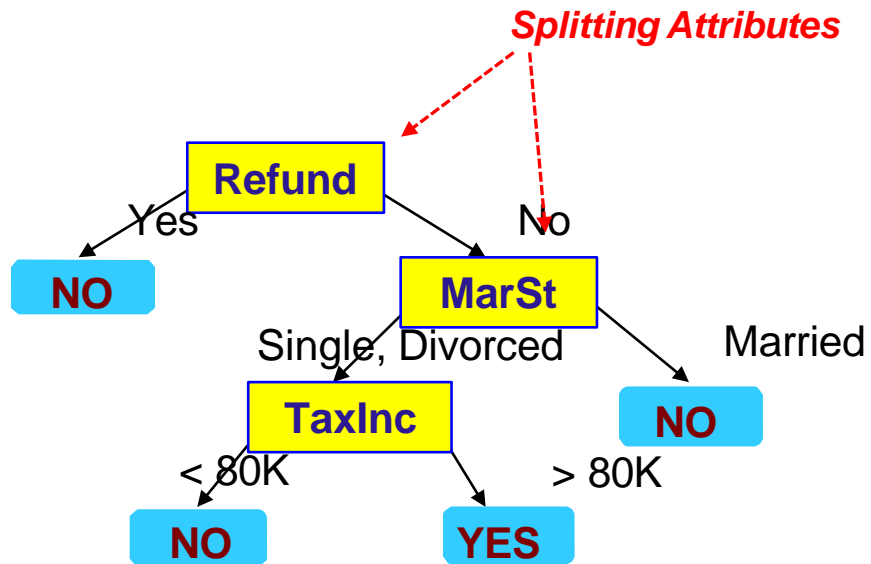 Splitting Attributes
Refund
Yes
No
NO
MarSt
Single, Divorced
Married
TaxInc
NO
< 80K
> 80K
NO
YES